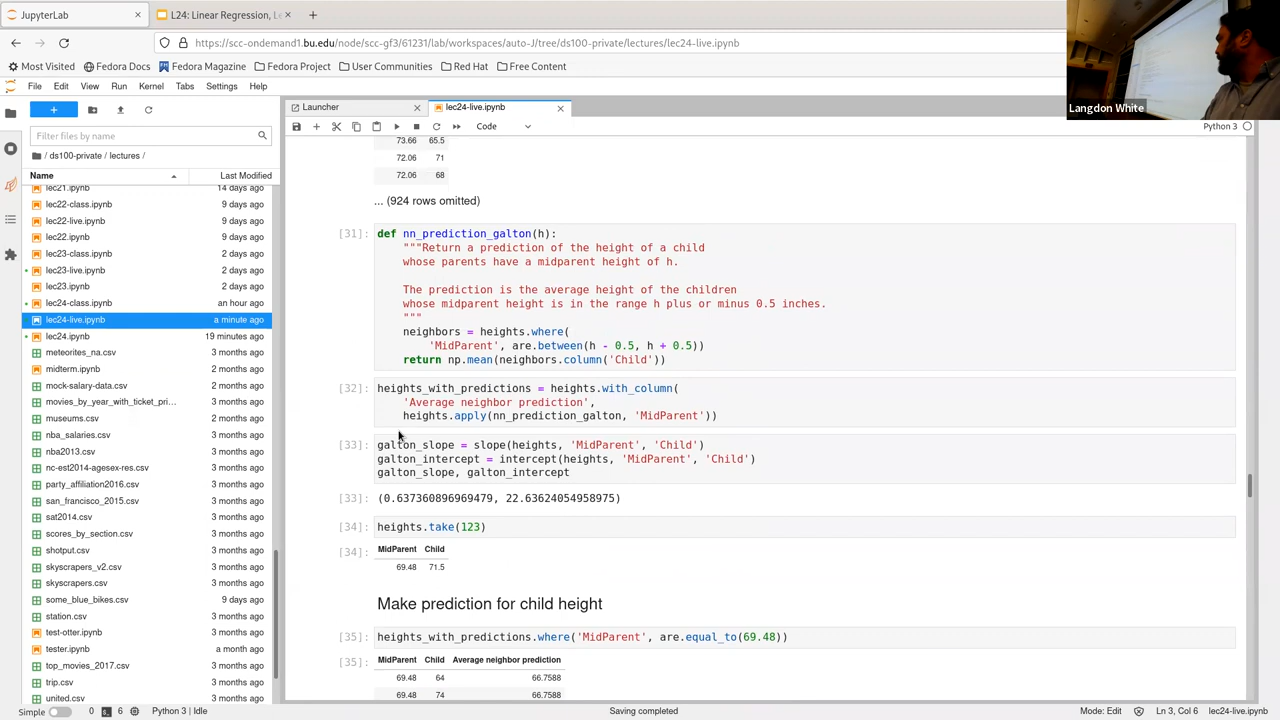 JupyterLab
L24: Linear Regression, Le
https://scc-ondemand1.bu.edu/node/scc-gf3/61231/lab/workspaces/auto-J/tree/ds100-private/lectures/lec24-live.ipynb
Most Visited
Fedora Docs
Fedora Magazine
Fedora Project
User Communities
Red Hat
Free Content
Langdon White
File
Edit
View
Run
Kernel
Tabs
Settings
Help
Launcher
lec24-live.ipynb
Code
Python 3
Filter files by name
/ ds100-private / lectures /
Name
Last Modified
lec21.ipynb
14 days ago
lec22-class.ipynb
9 days ago
lec22-live.ipynb
9 days ago
lec22.ipynb
9 days ago
lec23-class.ipynb
2 days ago
lec23-live.ipynb
2 days ago
lec23.ipynb
2 days ago
lec24-class.ipynb
an hour ago
lec24-live.ipynb
a minute ago
lec24.ipynb
19 minutes ago
meteorites_na.csv
3 months ago
midterm.ipynb
2 months ago
mock-salary-data.csv
2 months ago
movies_by_year_with_ticket_pri...
3 months ago
museums.csv
2 months ago
nba_salaries.csv
3 months ago
nba2013.csv
3 months ago
nc-est2014-agesex-res.csv
3 months ago
party_affiliation2016.csv
3 months ago
san_francisco_2015.csv
3 months ago
sat2014.csv
3 months ago
scores_by_section.csv
3 months ago
shotput.csv
3 months ago
skyscrapers_v2.csv
3 months ago
skyscrapers.csv
3 months ago
some_blue_bikes.csv
9 days ago
station.csv
3 months ago
test-otter.ipynb
3 months ago
tester.ipynb
a month ago
top_movies_2017.csv
3 months ago
trip.csv
3 months ago
united.csv
3 months ago
73.66 65.5
72.06 71
72.06 68
... (924 rows omitted)
[31]: def nn_prediction_galton(h):
"""Return a prediction of the height of a child
whose parents have a midparent height of h.
The prediction is the average height of the children
whose midparent height is in the range h plus or minus 0.5 inches.
"""
neighbors = heights.where(
'MidParent', are.between(h - 0.5, h + 0.5))
return np.mean(neighbors.column('Child'))
[32]: heights_with_predictions = heights.with_column(
'Average neighbor prediction',
heights.apply(nn_prediction_galton, 'MidParent'))
[33]: galton_slope = slope(heights, 'MidParent', 'Child')
galton_intercept = intercept(heights, 'MidParent', 'Child')
galton_slope, galton_intercept
[33]: (0.637360896969479, 22.63624054958975)
[34]: heights.take(123)
[34]: MidParent Child
69.48 71.5
Make prediction for child height
[35]: heights_with_predictions.where('MidParent', are.equal_to(69.48))
[35]: MidParent Child Average neighbor prediction
69.48 64 66.7588
69.48 74 66.7588
Simple
0
6
Python 3 | Idle
Saving completed
Mode: Edit
Ln 3, Col 6
lec24-live.ipynb